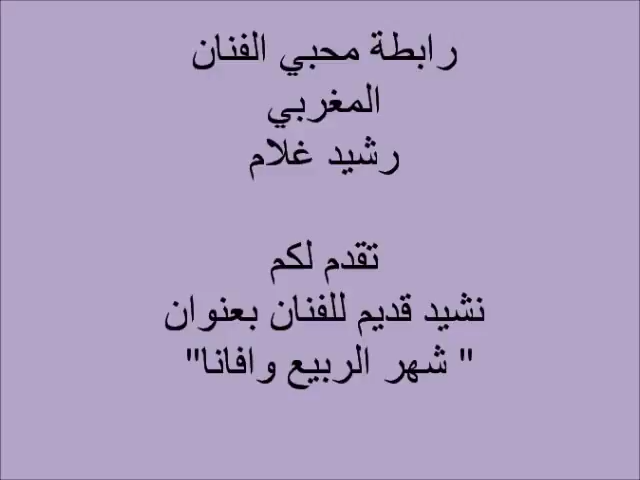 رابطة محبي الفنان
المغربي
رشيد غلام
تقدم لكم
نشيد قديم للفنان بعنوان
" شهر الربيع وافانا"